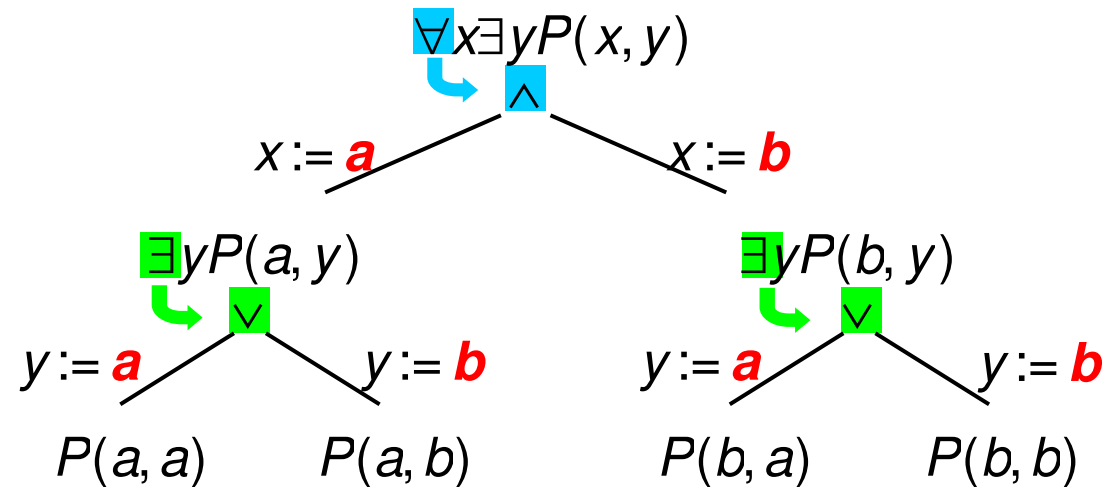 ∀x∃yP(x, y)
∧
x := a x := b
∃yP(a, y) ∃yP(b, y)
∨ ∨
y := a y := b y := a y := b
P(a, a) P(a, b) P(b, a) P(b, b)